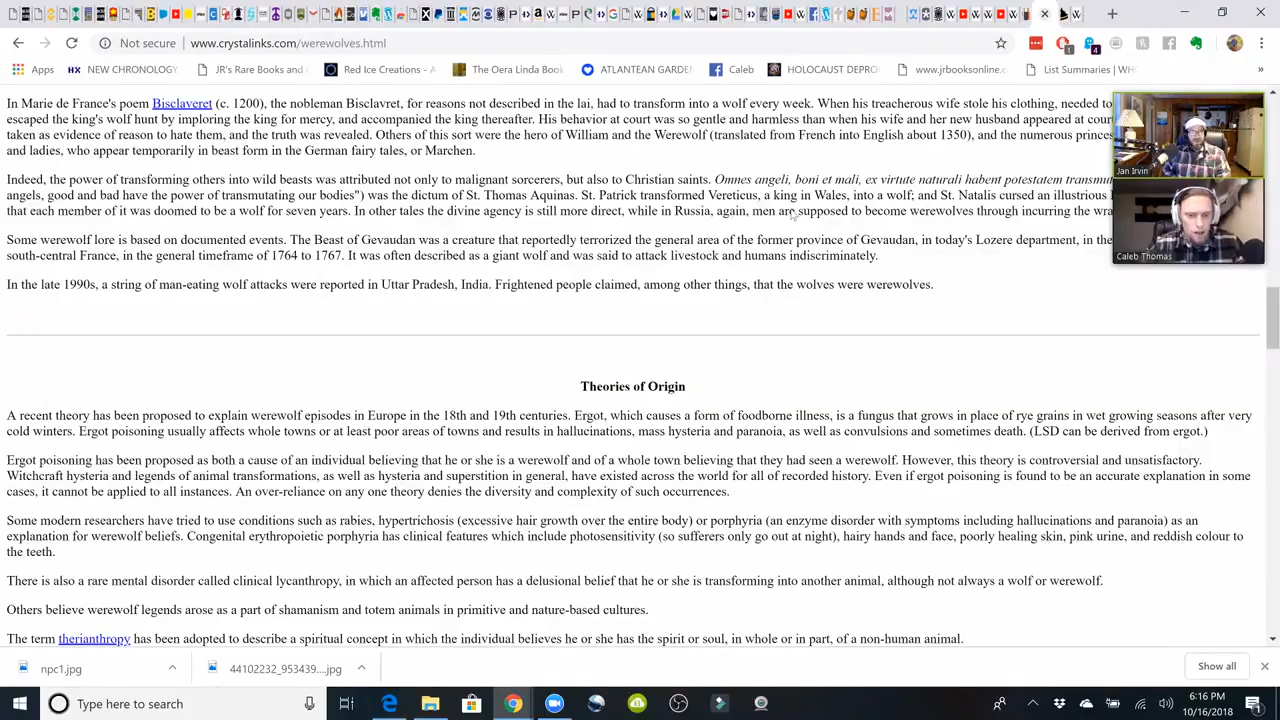 Not secure | www.crystalinks.com/werewolves.html
Apps NEW CHRONOLOGY JR's Rare Books and Red Ice Creations - A The Oera Linda Book ATLANTEAN GARDE Caleb HOLOCAUST DEPRO www.jrbooksonline.c List Summaries | WH »
In Marie de France's poem Bisclaveret (c. 1200), the nobleman Bisclavret, for reasons not described in the lai, had to transform into a wolf every week. When his treacherous wife stole his clothing, needed to
escaped the king's wolf hunt by imploring the king for mercy, and accompanied the king thereafter. His behavior at court was so gentle and harmless than when his wife and her new husband appeared at court
taken as evidence of reason to hate them, and the truth was revealed. Others of this sort were the hero of William and the Werewolf (translated from French into English about 1350), and the numerous princes
and ladies, who appear temporarily in beast form in the German fairy tales, or Marchen.
Indeed, the power of transforming others into wild beasts was attributed not only to malignant sorcerers, but also to Christian saints. Omnes angeli, boni et mali, ex virtute naturali habent potestatem transmu
angels, good and bad have the power of transmutating our bodies") was the dictum of St. Thomas Aquinas. St. Patrick transformed Vereticus, a king in Wales, into a wolf; and St. Natalis cursed an illustrious
that each member of it was doomed to be a wolf for seven years. In other tales the divine agency is still more direct, while in Russia, again, men are supposed to become werewolves through incurring the wra
Jan Irvin
Some werewolf lore is based on documented events. The Beast of Gevaudan was a creature that reportedly terrorized the general area of the former province of Gevaudan, in today's Lozere department, in the
south-central France, in the general timeframe of 1764 to 1767. It was often described as a giant wolf and was said to attack livestock and humans indiscriminately.
Caleb Thomas
In the late 1990s, a string of man-eating wolf attacks were reported in Uttar Pradesh, India. Frightened people claimed, among other things, that the wolves were werewolves.
Theories of Origin
A recent theory has been proposed to explain werewolf episodes in Europe in the 18th and 19th centuries. Ergot, which causes a form of foodborne illness, is a fungus that grows in place of rye grains in wet growing seasons after very
cold winters. Ergot poisoning usually affects whole towns or at least poor areas of towns and results in hallucinations, mass hysteria and paranoia, as well as convulsions and sometimes death. (LSD can be derived from ergot.)
Ergot poisoning has been proposed as both a cause of an individual believing that he or she is a werewolf and of a whole town believing that they had seen a werewolf. However, this theory is controversial and unsatisfactory.
Witchcraft hysteria and legends of animal transformations, as well as hysteria and superstition in general, have existed across the world for all of recorded history. Even if ergot poisoning is found to be an accurate explanation in some
cases, it cannot be applied to all instances. An over-reliance on any one theory denies the diversity and complexity of such occurrences.
Some modern researchers have tried to use conditions such as rabies, hypertrichosis (excessive hair growth over the entire body) or porphyria (an enzyme disorder with symptoms including hallucinations and paranoia) as an
explanation for werewolf beliefs. Congenital erythropoietic porphyria has clinical features which include photosensitivity (so sufferers only go out at night), hairy hands and face, poorly healing skin, pink urine, and reddish colour to
the teeth.
There is also a rare mental disorder called clinical lycanthropy, in which an affected person has a delusional belief that he or she is transforming into another animal, although not always a wolf or werewolf.
Others believe werewolf legends arose as a part of shamanism and totem animals in primitive and nature-based cultures.
The term therianthropy has been adopted to describe a spiritual concept in which the individual believes he or she has the spirit or soul, in whole or in part, of a non-human animal.
npc1.jpg 44102232_953439....jpg Show all
Type here to search 6:16 PM
10/16/2018